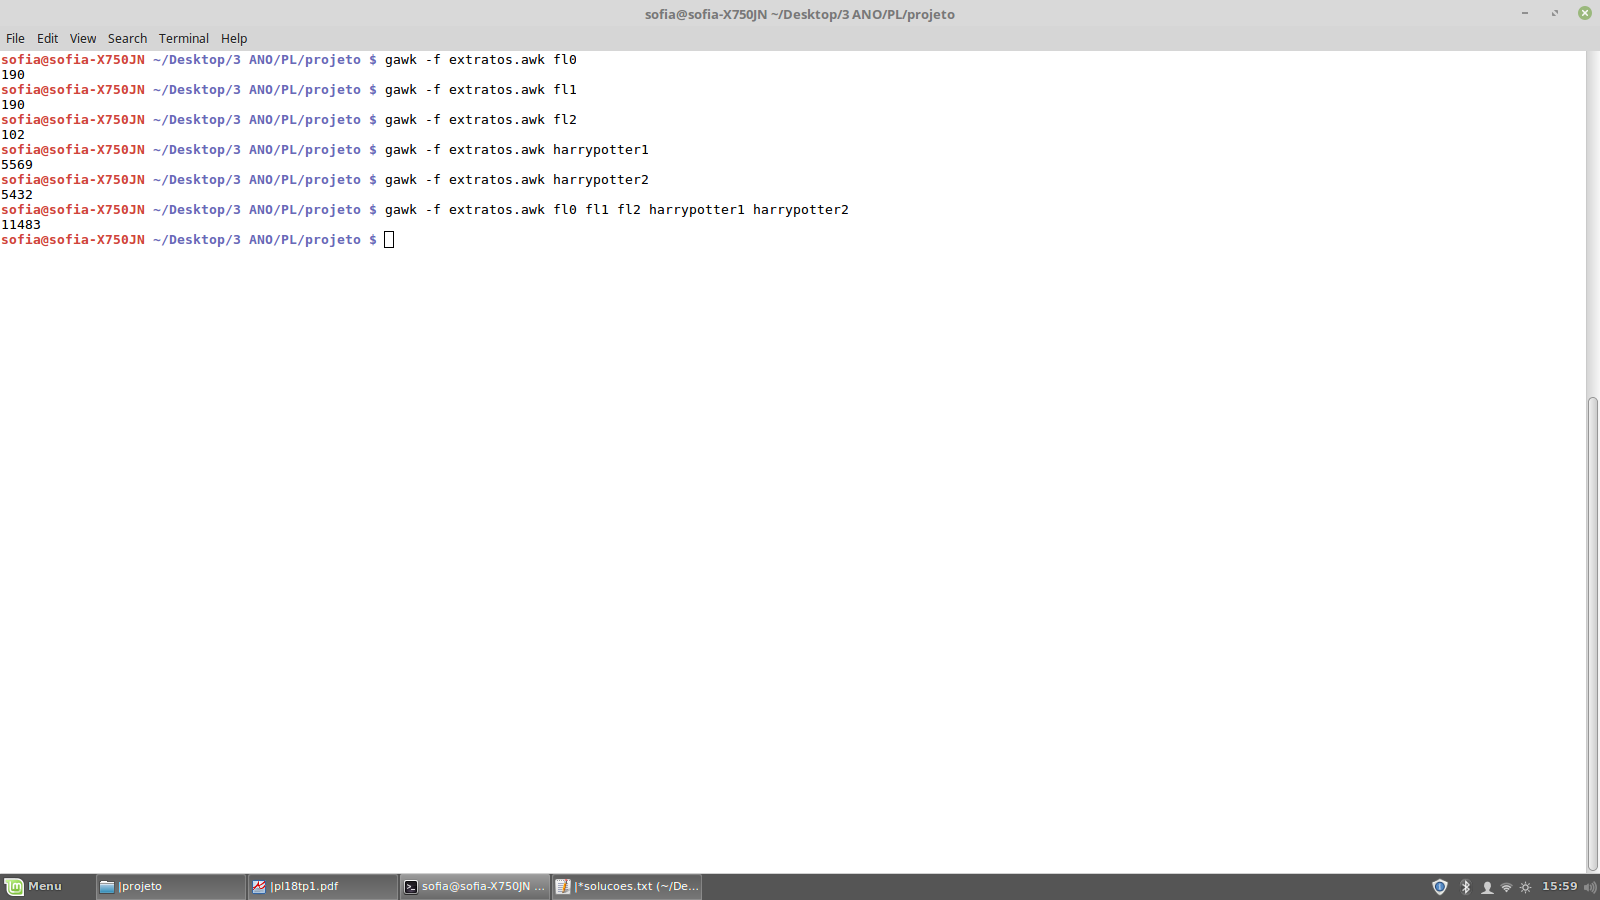 sofia@sofia-X750JN ~/Desktop/3 ANO/PL/projeto
File Edit View Search Terminal Help
sofia@sofia-X750JN ~/Desktop/3 ANO/PL/projeto $ gawk -f extratos.awk fl0
190
sofia@sofia-X750JN ~/Desktop/3 ANO/PL/projeto $ gawk -f extratos.awk fl1
190
sofia@sofia-X750JN ~/Desktop/3 ANO/PL/projeto $ gawk -f extratos.awk fl2
102
sofia@sofia-X750JN ~/Desktop/3 ANO/PL/projeto $ gawk -f extratos.awk harrypotter1
5569
sofia@sofia-X750JN ~/Desktop/3 ANO/PL/projeto $ gawk -f extratos.awk harrypotter2
5432
sofia@sofia-X750JN ~/Desktop/3 ANO/PL/projeto $ gawk -f extratos.awk fl0 fl1 fl2 harrypotter1 harrypotter2
11483
sofia@sofia-X750JN ~/Desktop/3 ANO/PL/projeto $
Menu |projeto |pl18tp1.pdf sofia@sofia-X750JN ... |*solucoes.txt (~/De... 15:59